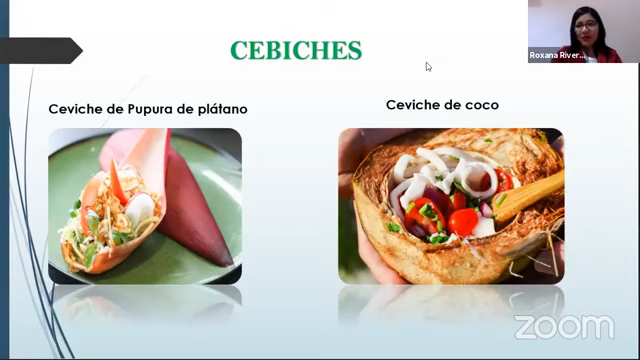 CEBICHES
Roxana River...
Ceviche de Pupura de plátano
Ceviche de coco
zoom